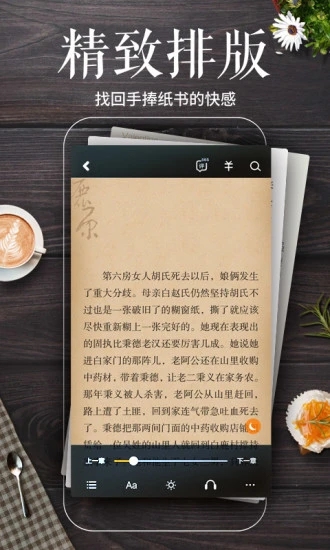 精致排版
找回手捧纸书的快感
评
¥
第六房女人胡氏死去以后，娘俩发生
了重大分歧。母亲白赵氏仍然坚持胡氏不
过也是一张破旧了的糊窗纸，撕了就应该
尽快重新糊上一张完好的。她现在表现出
的固执比秉德老汉还要厉害几成。她说她
进白家门的那阵儿，老阿公还在山里收购
中药材，带着秉德，让老二秉义在家务农。
那年秉义被人杀害，老阿公从山里赶回，
路上遭了土匪，回到家连气带急吐血死去
了。秉德把那两间门面的中药收购店铺
赁给
上一章
下一章
Aa